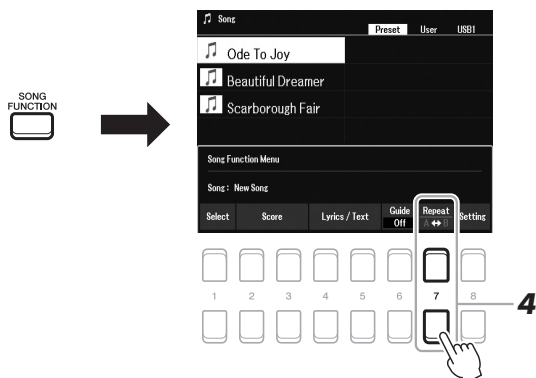 Song
Preset User USB1
Ode To Joy
Beautiful Dreamer
Scarborough Fair
SONG
FUNCTION
Song Function Menu
Song : New Song
Select Score Lyrics / Text Guide Off Repeat A ↔ B Setting
1 2 3 4 5 6 7 8
4